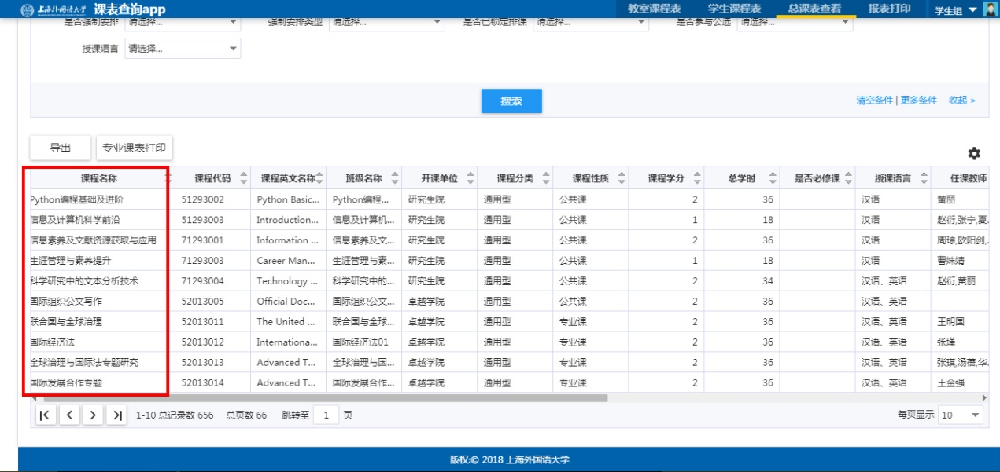 上海外国语大学 课表查询app 教室课程表 学生课程表 总课表查看 报表打印 学生组
是否强制安排 请选择... 强制安排类型 请选择... 是否已锁定排课 请选择... 是否参与公选 请选择...
授课语言 请选择...
搜索 清空条件 | 更多条件 收起 >
导出 专业课表打印
课程名称 课程代码 课程英文名称 班级名称 开课单位 课程分类 课程性质 课程学分 总学时 是否必修课 授课语言 任课教师
Python编程基础及进阶 51293002 Python Basic... Python编程... 研究生院 通用型 公共课 2 36 汉语 黄丽
信息及计算机科学前沿 51293003 Introduction... 信息及计算机... 研究生院 通用型 公共课 1 18 汉语 赵衍,张宁,夏.
信息素养及文献资源获取与应用 71293001 Information ... 信息素养及文... 研究生院 通用型 公共课 2 36 汉语 周琼,欧阳剑,.
生涯管理与素养提升 71293003 Career Man... 生涯管理与素... 研究生院 通用型 公共课 1 18 汉语 曹姝婧
科学研究中的文本分析技术 71293004 Technology ... 科学研究中的... 研究生院 通用型 公共课 2 34 汉语、英语 赵衍,黄丽
国际组织公文写作 52013005 Official Doc... 国际组织公文... 卓越学院 通用型 公共课 2 36 汉语、英语
联合国与全球治理 52013011 The United ... 联合国与全球... 卓越学院 通用型 专业课 2 36 汉语、英语 王明国
国际经济法 52013012 Internationa... 国际经济法01 卓越学院 通用型 专业课 2 36 汉语、英语 张瑾
全球治理与国际法专题研究 52013013 Advanced T... 全球治理与国... 卓越学院 通用型 专业课 2 36 汉语、英语 张琪,汤蓓,华.
国际发展合作专题 52013014 Advanced T... 国际发展合作... 卓越学院 通用型 专业课 2 36 汉语、英语 王金强
1-10 总记录数 656 总页数 66 跳转至 1 页 每页显示 10
版权:© 2018 上海外国语大学